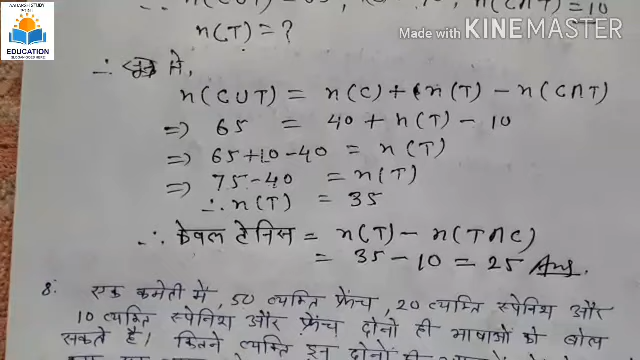 EDUCATION
Made with KINEMASTER
n(C∩T) = 10
n(T) = ?
∴ सूत्र से,
n(C∪T) = n(C) + n(T) − n(C∩T)
⇒ 65 = 40 + n(T) − 10
⇒ 65+10−40 = n(T)
⇒ 75−40 = n(T)
∴ n(T) = 35
∴ केवल टेनिस = n(T) − n(T∩C)
= 35 − 10 = 25 Ans.
8: एक कमेटी में, 50 व्यक्ति फ्रेंच, 20 व्यक्ति स्पेनिश और
10 व्यक्ति स्पेनिश और फ्रेंच दोनों ही भाषाओं को बोल
सकते है। कितने व्यक्ति इन दोनों ही